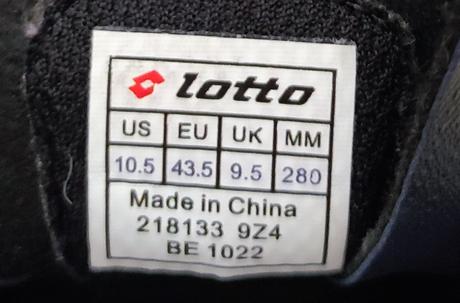 lotto
US EU UK MM
10.5 43.5 9.5 280
Made in China
218133 9Z4
BE 1022